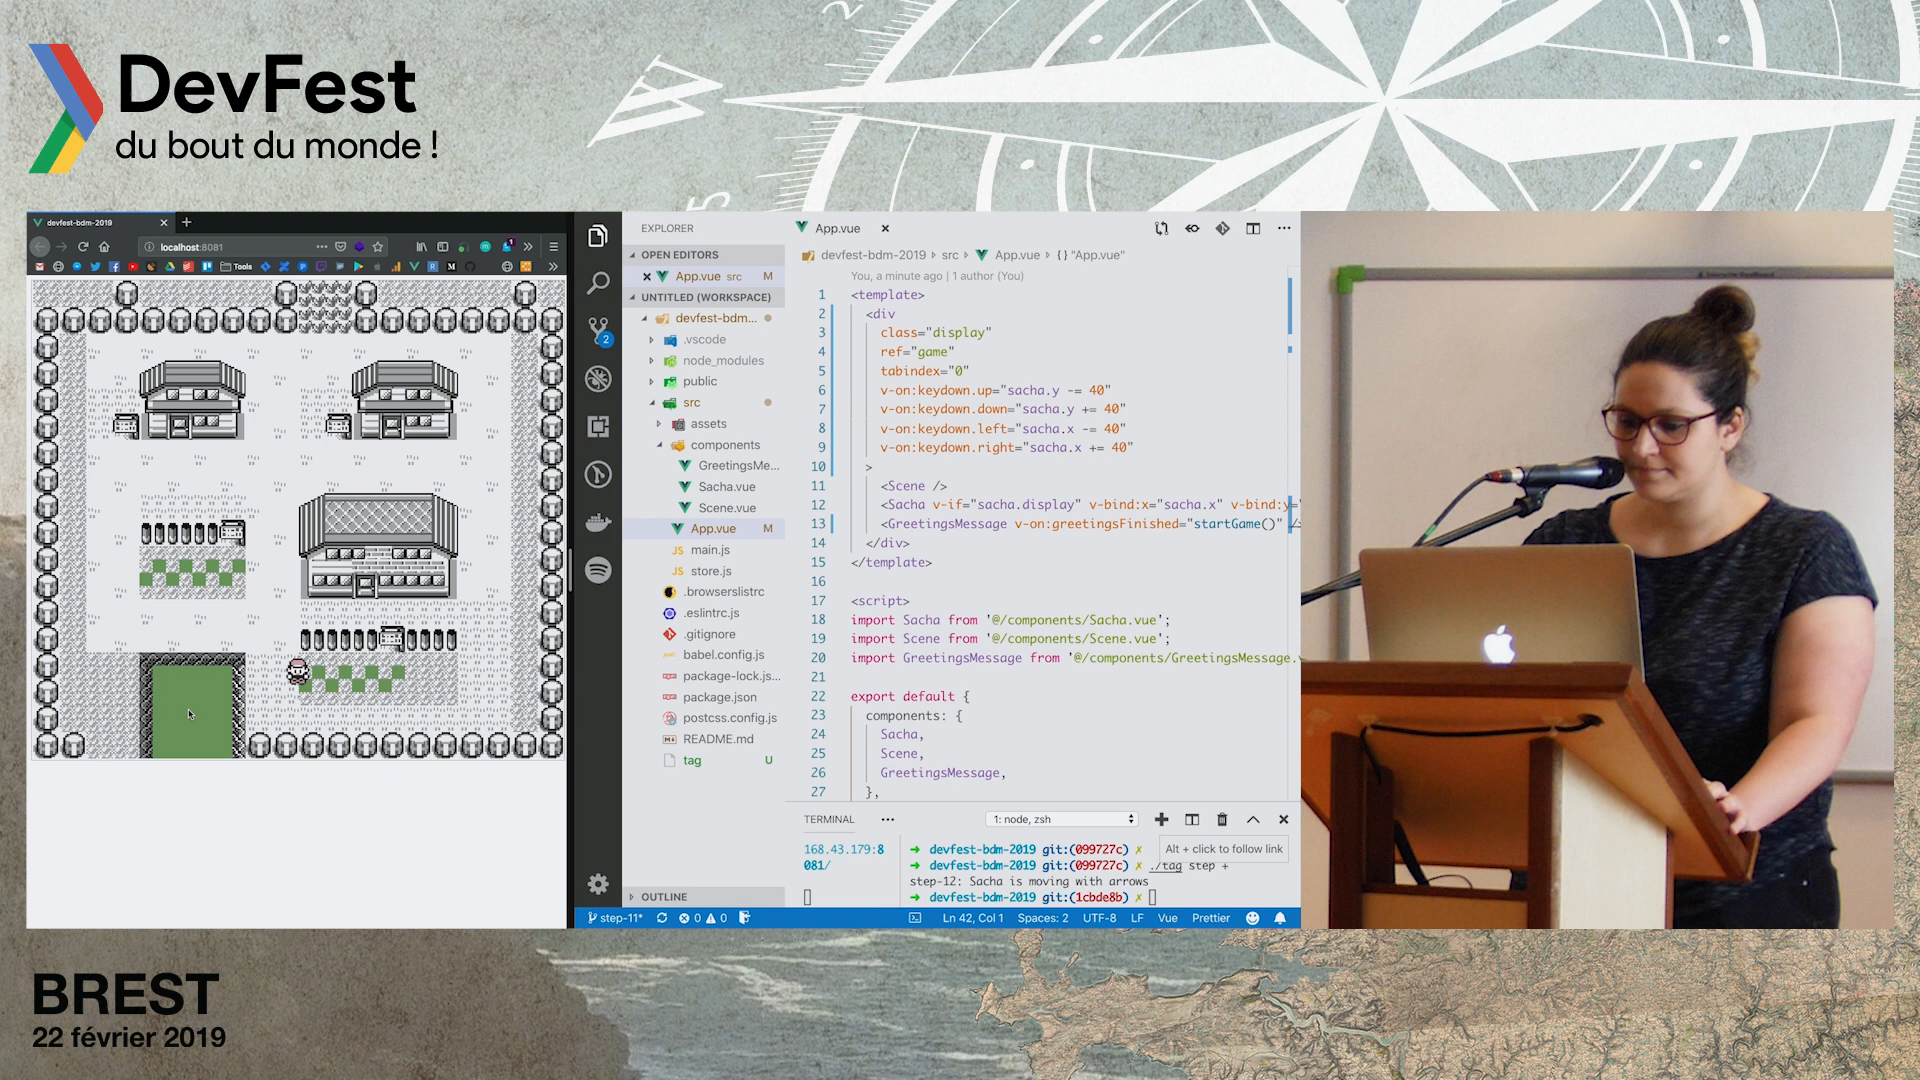 DevFest
du bout du monde !
devfest-bdm-2019
localhost:8081
Tools
EXPLORER
OPEN EDITORS
App.vue src M
UNTITLED (WORKSPACE)
devfest-bdm...
.vscode
node_modules
public
src
assets
components
GreetingsMe...
Sacha.vue
Scene.vue
App.vue M
main.js
store.js
.browserslistrc
.eslintrc.js
.gitignore
babel.config.js
package-lock.js...
package.json
postcss.config.js
README.md
tag U
OUTLINE
2
App.vue
devfest-bdm-2019 src App.vue {} "App.vue"
You, a minute ago | 1 author (You)
1 <template>
2 <div
3 class="display"
4 ref="game"
5 tabindex="0"
6 v-on:keydown.up="sacha.y -= 40"
7 v-on:keydown.down="sacha.y += 40"
8 v-on:keydown.left="sacha.x -= 40"
9 v-on:keydown.right="sacha.x += 40"
10 >
11 <Scene />
12 <Sacha v-if="sacha.display" v-bind:x="sacha.x" v-bind:y="
13 <GreetingsMessage v-on:greetingsFinished="startGame()" />
14 </div>
15 </template>
16
17 <script>
18 import Sacha from '@/components/Sacha.vue';
19 import Scene from '@/components/Scene.vue';
20 import GreetingsMessage from '@/components/GreetingsMessage.
21
22 export default {
23 components: {
24 Sacha,
25 Scene,
26 GreetingsMessage,
27 },
TERMINAL ... 1: node, zsh
168.43.179:8
081/
➜ devfest-bdm-2019 git:(099727c) ✗
Alt + click to follow link
➜ devfest-bdm-2019 git:(099727c) ✗ ./tag step +
step-12: Sacha is moving with arrows
➜ devfest-bdm-2019 git:(1cbde8b) ✗
step-11* 0 0 Ln 42, Col 1 Spaces: 2 UTF-8 LF Vue Prettier
BREST
22 février 2019